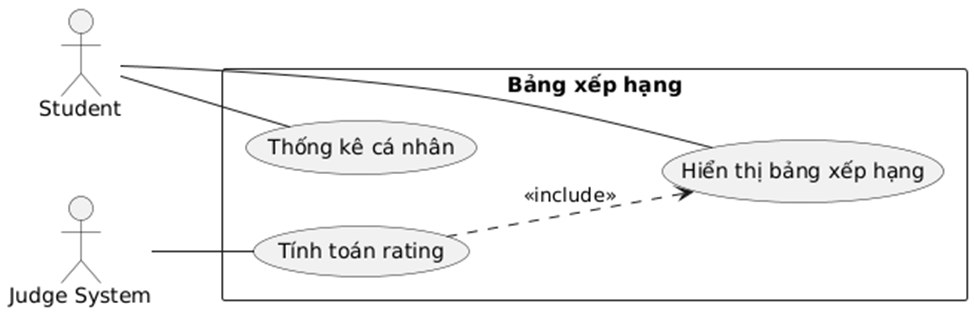 Student
Bảng xếp hạng
Thống kê cá nhân
Hiển thị bảng xếp hạng
«include»
Tính toán rating
Judge System